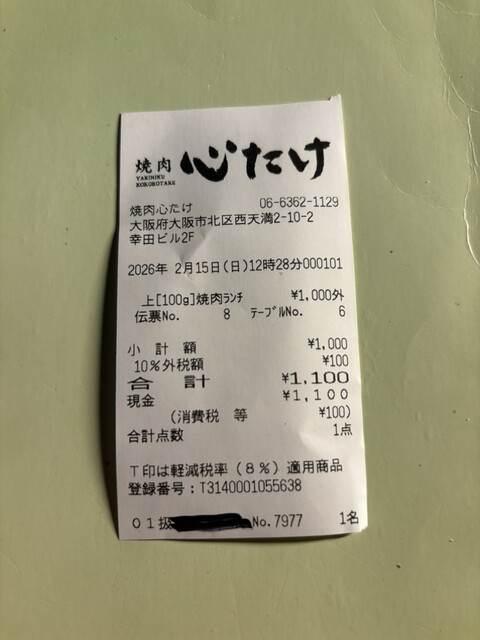 焼肉 心たけ
YAKINIKU
KOKOROTAKE
焼肉心たけ 06-6362-1129
大阪府大阪市北区西天満2-10-2
幸田ビル2F
2026年 2月15日(日)12時28分000101
上[100g]焼肉ランチ ¥1,000外
伝票No. 8 テーブルNo. 6
小計額 ¥1,000
10%外税額 ¥100
合計 ¥1,100
現金 ¥1,100
(消費税等 ¥100)
合計点数 1点
T印は軽減税率(8%)適用商品
登録番号:T3140001055638
01扱 No.7977 1名